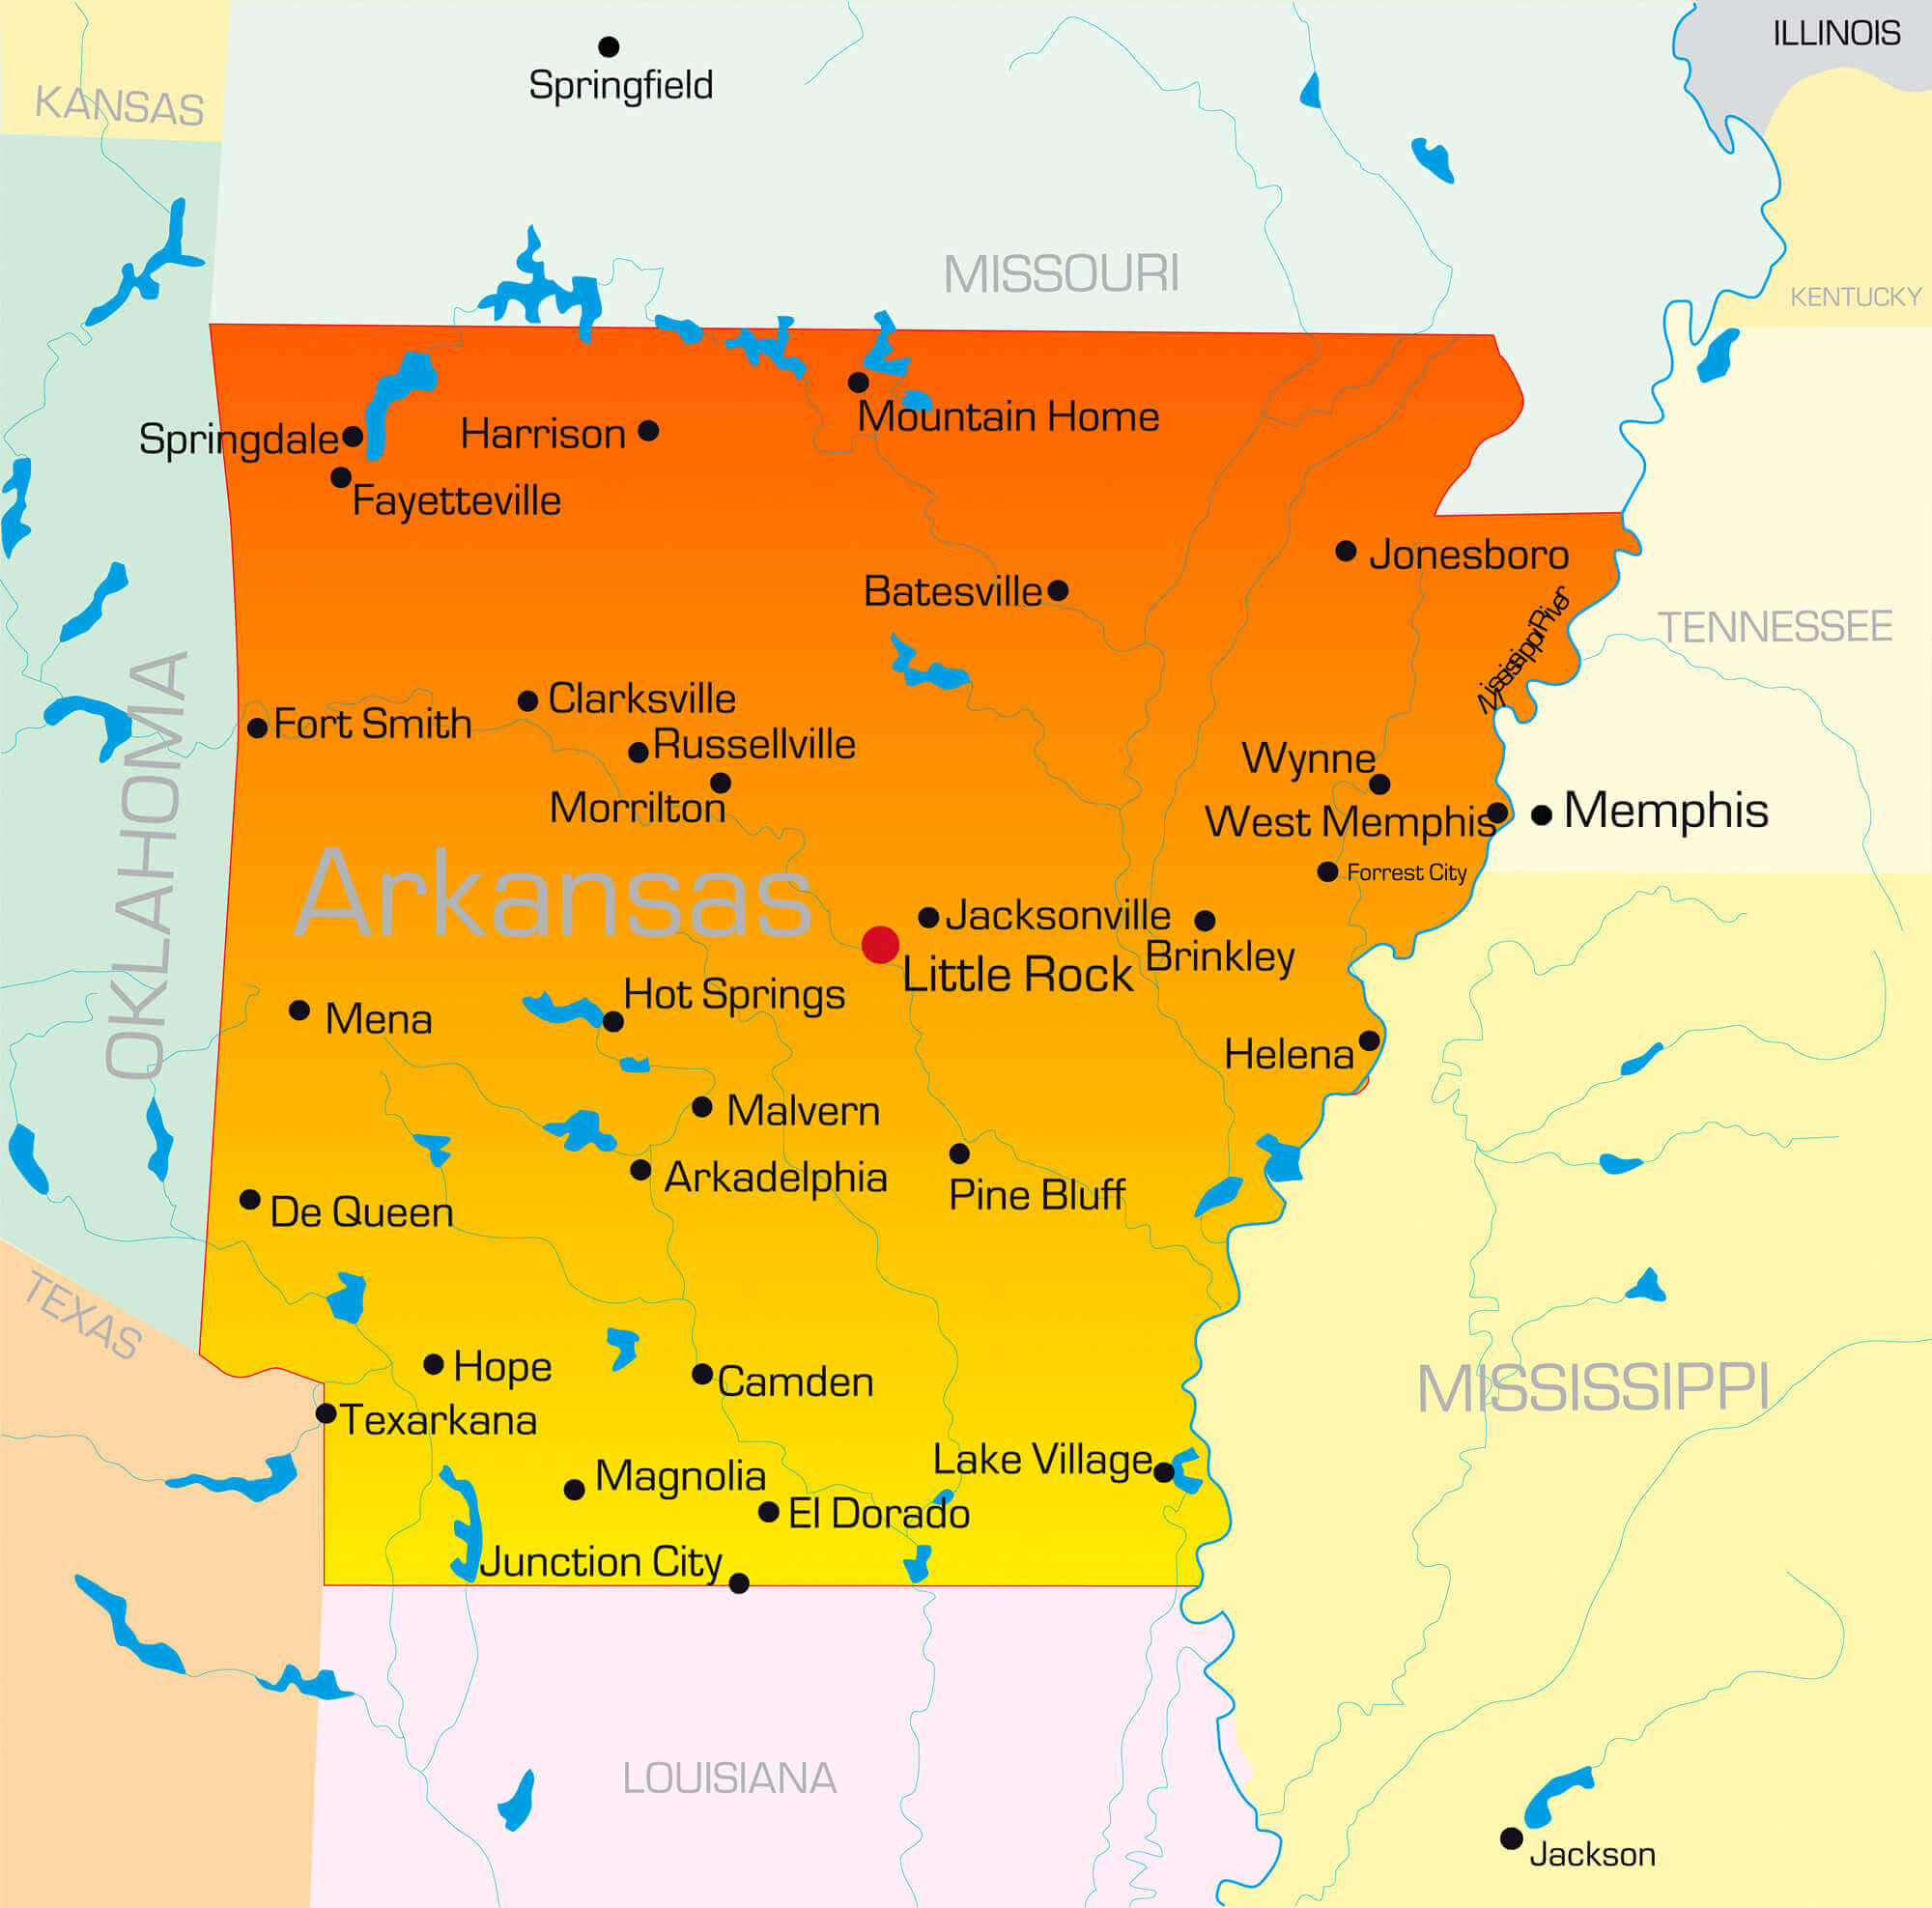 ILLINOIS
Springfield
KANSAS
MISSOURI
KENTUCKY
Mountain Home
Springdale
Harrison
Fayetteville
Jonesboro
Batesville
Mississippi River
TENNESSEE
OKLAHOMA
Clarksville
Fort Smith
Russellville
Wynne
Morrilton
West Memphis
Memphis
Arkansas
Forrest City
Jacksonville
Brinkley
Little Rock
Hot Springs
Mena
Helena
Malvern
Arkadelphia
Pine Bluff
De Queen
TEXAS
Hope
Camden
MISSISSIPPI
Texarkana
Lake Village
Magnolia
El Dorado
Junction City
LOUISIANA
Jackson